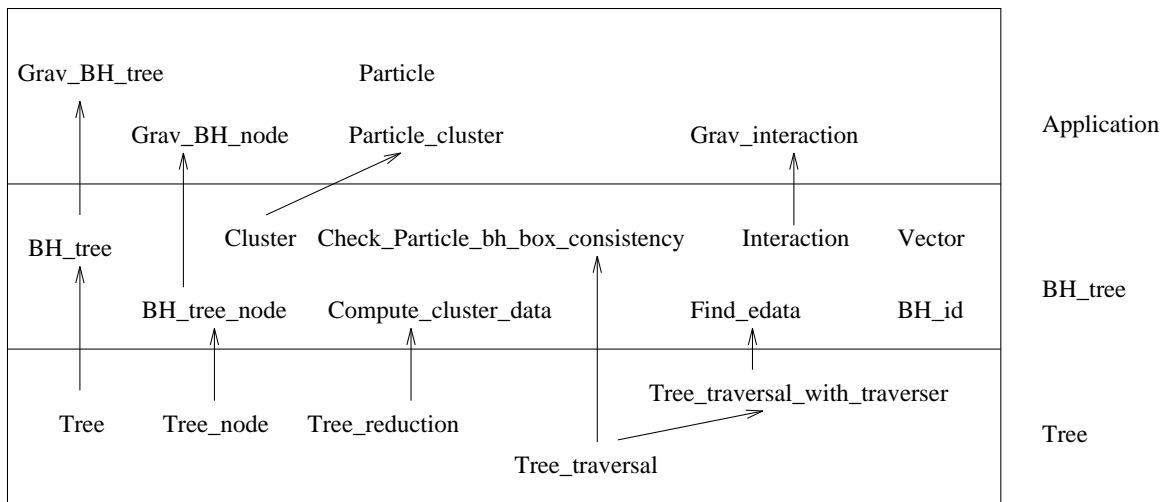 Grav_BH_tree Particle
Application
Grav_BH_node Particle_cluster Grav_interaction
BH_tree Cluster Check_Particle_bh_box_consistency Interaction Vector
BH_tree
BH_tree_node Compute_cluster_data Find_edata BH_id
Tree_traversal_with_traverser
Tree Tree_node Tree_reduction
Tree
Tree_traversal